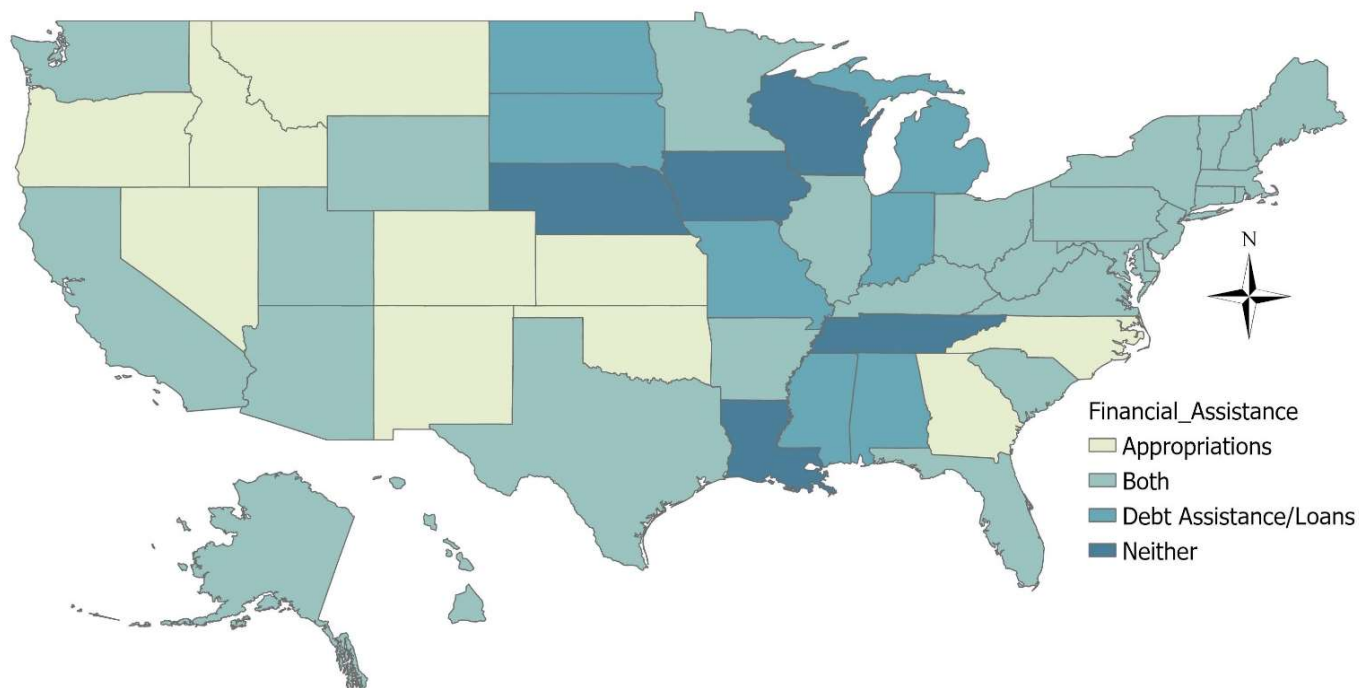 N
Financial_Assistance
Appropriations
Both
Debt Assistance/Loans
Neither